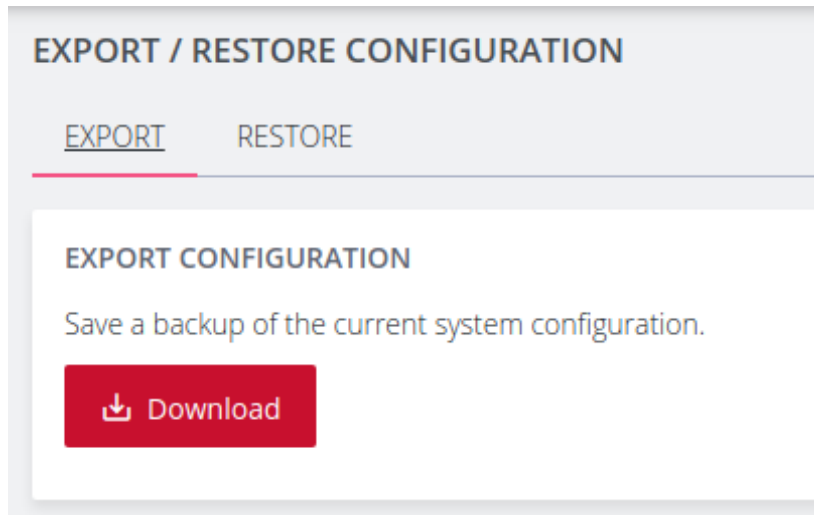 EXPORT / RESTORE CONFIGURATION
EXPORT RESTORE
EXPORT CONFIGURATION
Save a backup of the current system configuration.
Download